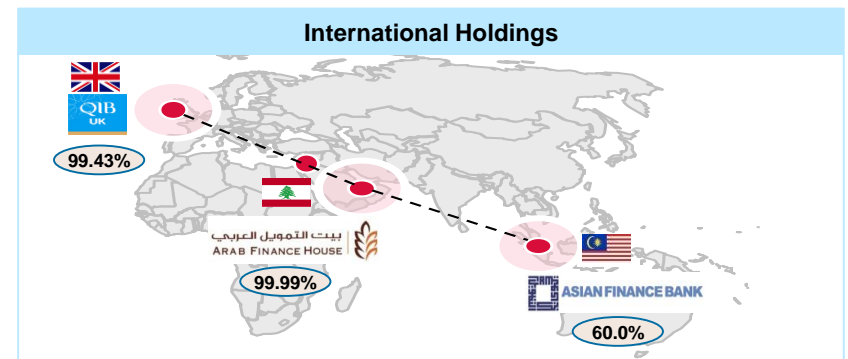 International Holdings
QIB
UK
99.43%
بيت التمويل العربي
ARAB FINANCE HOUSE
99.99%
ASIAN FINANCE BANK
60.0%